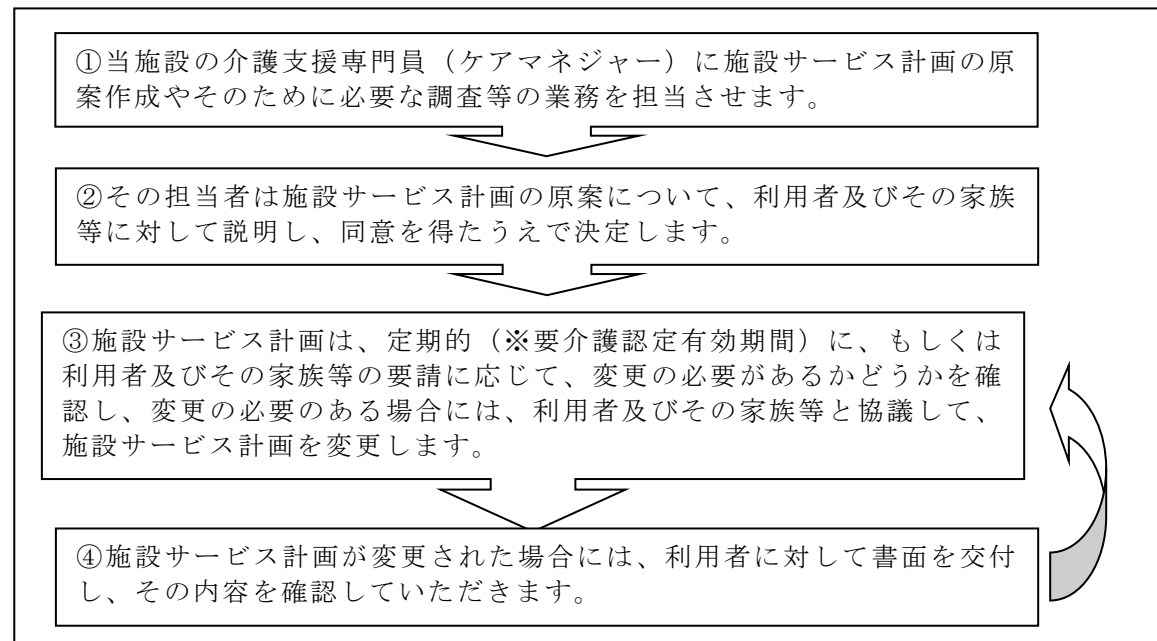 ①当施設の介護支援専門員（ケアマネジャー）に施設サービス計画の原
案作成やそのために必要な調査等の業務を担当させます。
②その担当者は施設サービス計画の原案について、利用者及びその家族
等に対して説明し、同意を得たうえで決定します。
③施設サービス計画は、定期的（※要介護認定有効期間）に、もしくは
利用者及びその家族等の要請に応じて、変更の必要があるかどうかを確
認し、変更の必要のある場合には、利用者及びその家族等と協議して、
施設サービス計画を変更します。
④施設サービス計画が変更された場合には、利用者に対して書面を交付
し、その内容を確認していただきます。